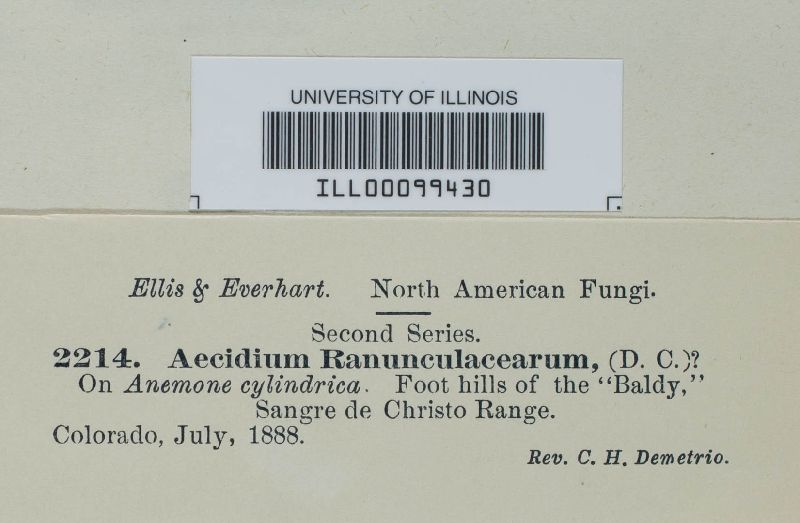 UNIVERSITY OF ILLINOIS
ILL00099430
Ellis & Everhart. North American Fungi.
Second Series.
2214. Aecidium Ranunculacearum, (D. C.)?
On Anemone cylindrica. Foot hills of the "Baldy,"
Sangre de Christo Range.
Colorado, July, 1888.
Rev. C. H. Demetrio.